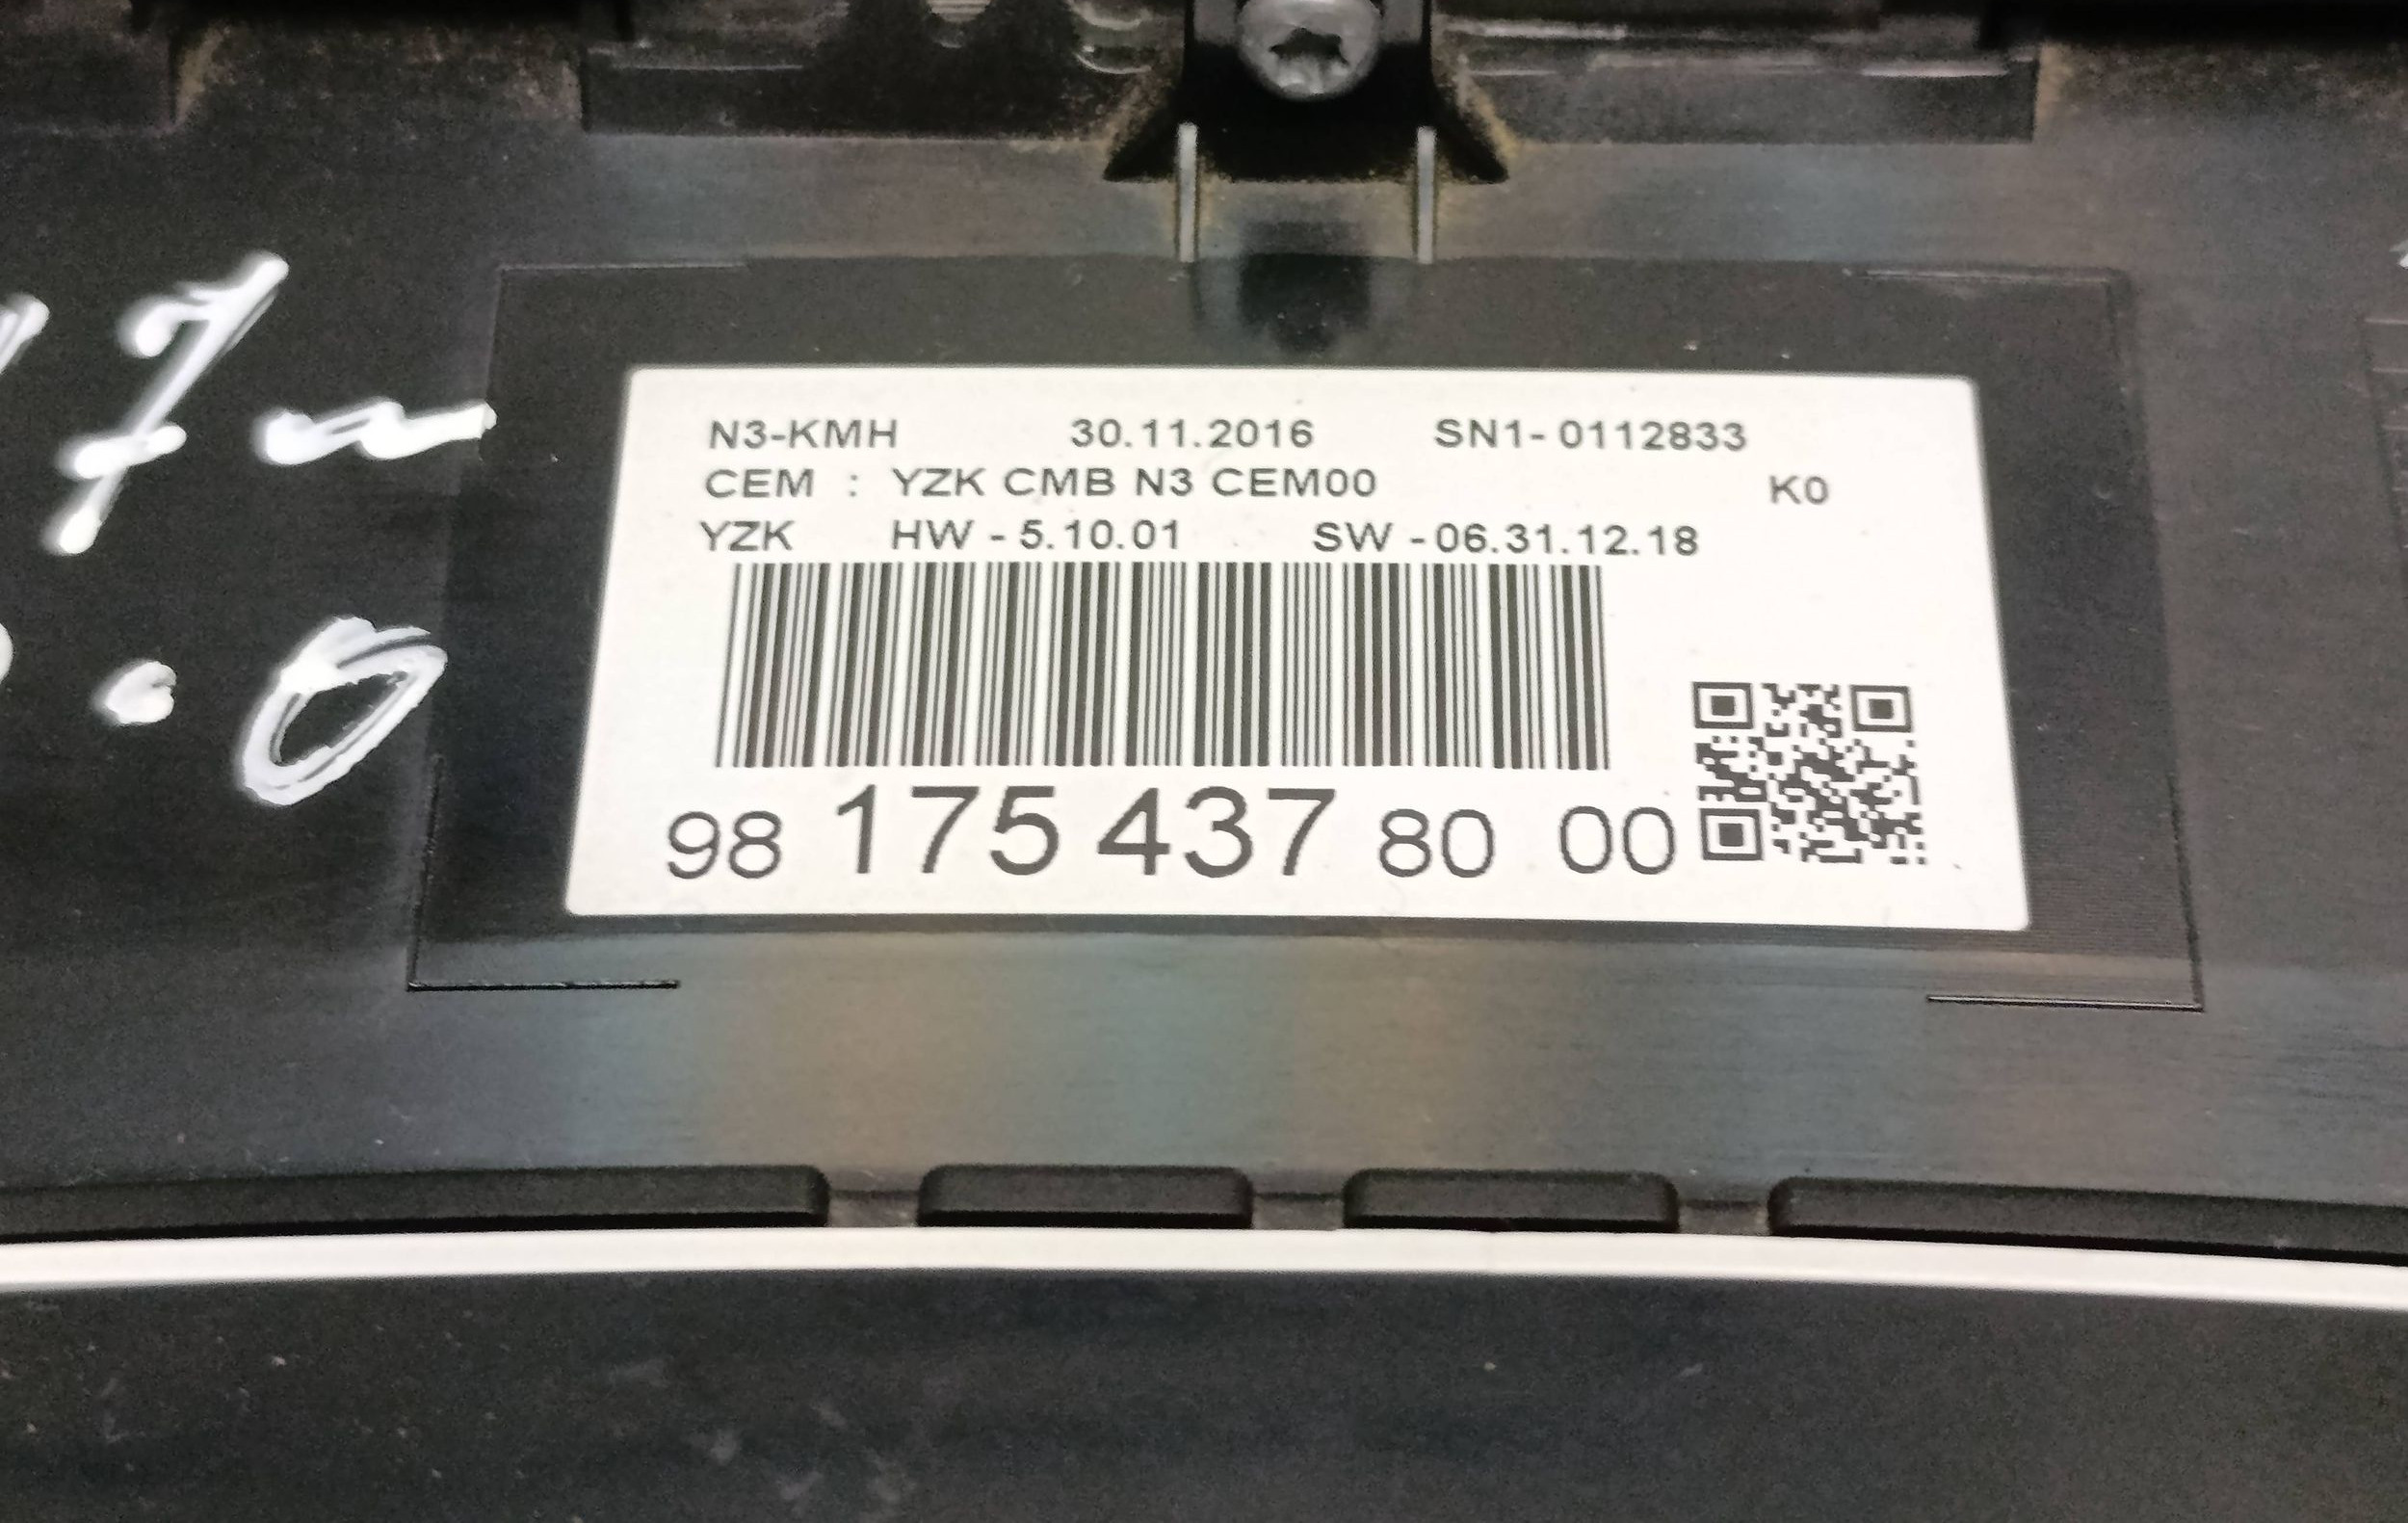 N3-KMH 30.11.2016 SN1-0112833
CEM : YZK CMB N3 CEM00 K0
YZK HW - 5.10.01 SW -06.31.12.18
98 175 437 80 00